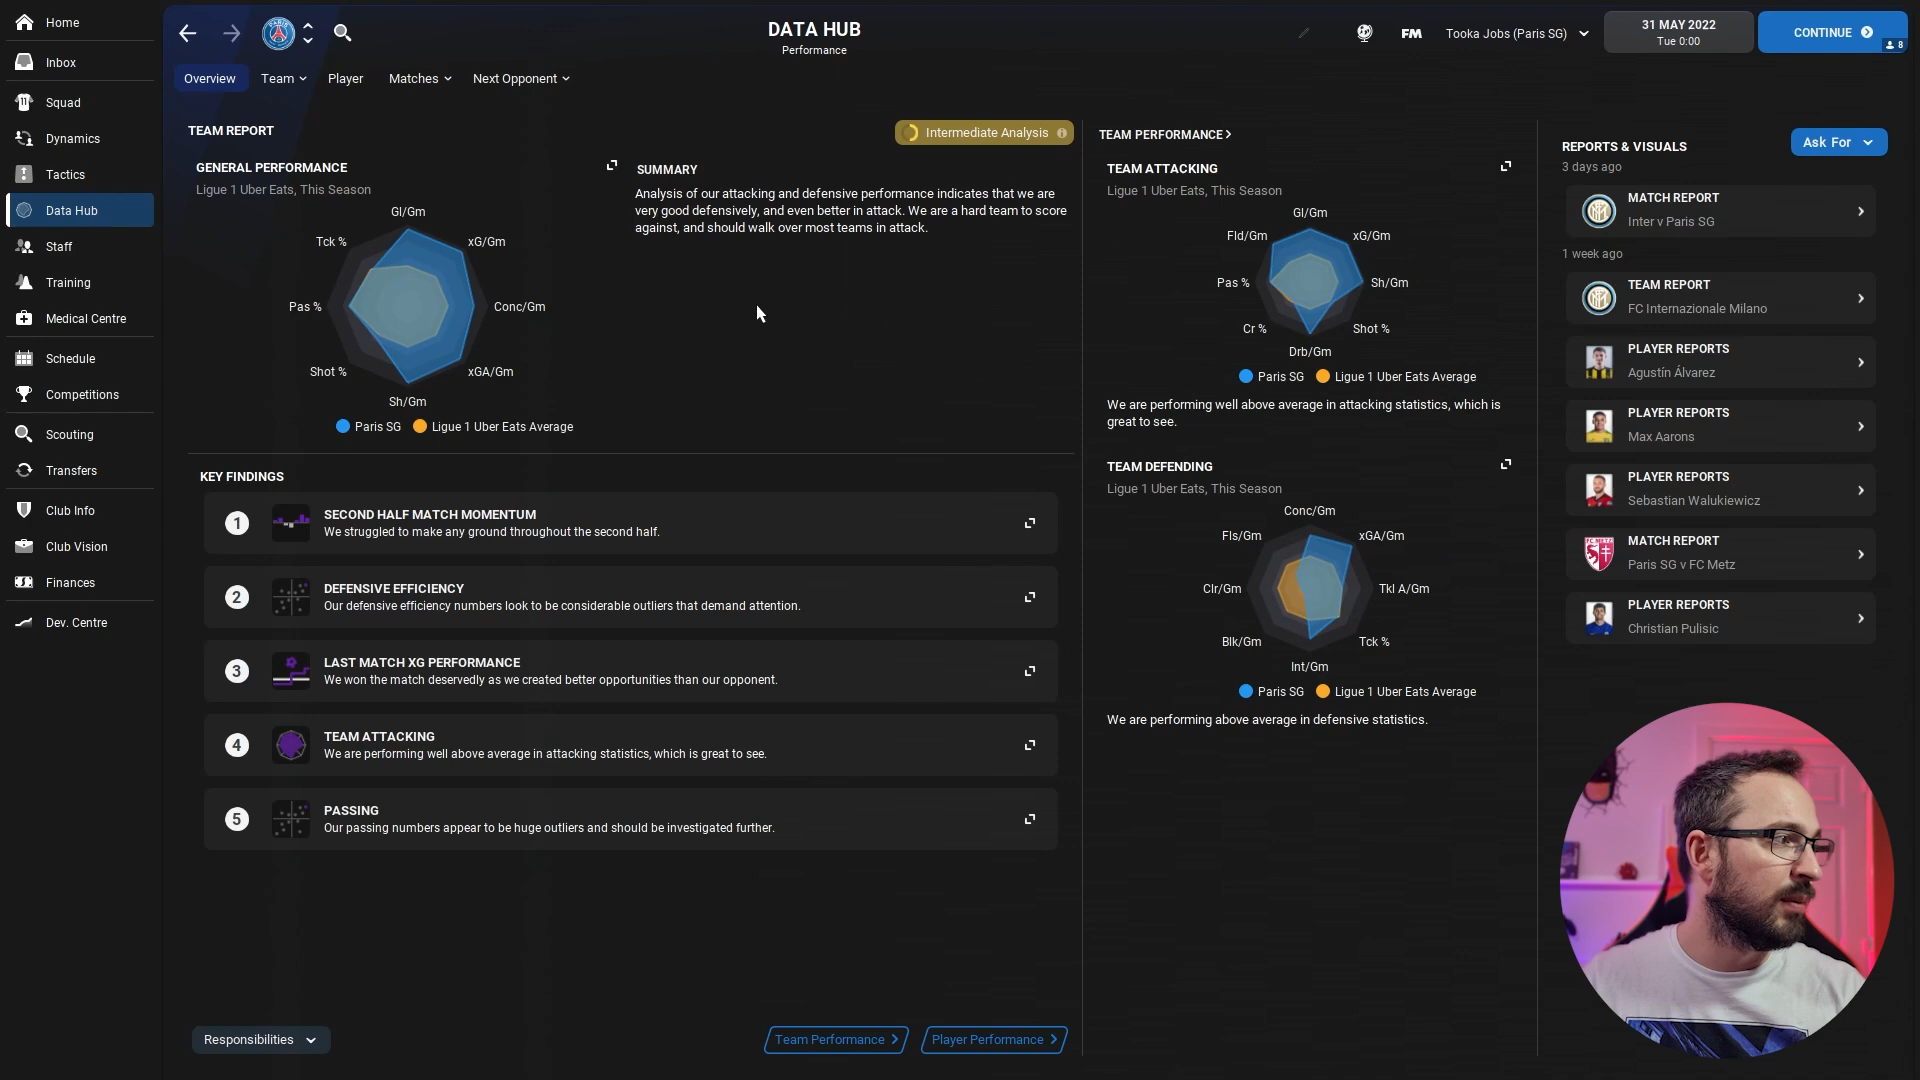 Home
Inbox
Squad
Dynamics
Tactics
Data Hub
Staff
Training
Medical Centre
Schedule
Competitions
Scouting
Transfers
Club Info
Club Vision
Finances
Dev. Centre
DATA HUB
Performance
FM
Tooka Jobs (Paris SG)
31 MAY 2022
Tue 0:00
CONTINUE
8
Overview
Team
Player
Matches
Next Opponent
TEAM REPORT
Intermediate Analysis
GENERAL PERFORMANCE
Ligue 1 Uber Eats, This Season
Gl/Gm
Tck %
xG/Gm
Pas %
Conc/Gm
Shot %
xGA/Gm
Sh/Gm
Paris SG
Ligue 1 Uber Eats Average
SUMMARY
Analysis of our attacking and defensive performance indicates that we are
very good defensively, and even better in attack. We are a hard team to score
against, and should walk over most teams in attack.
KEY FINDINGS
1
SECOND HALF MATCH MOMENTUM
We struggled to make any ground throughout the second half.
2
DEFENSIVE EFFICIENCY
Our defensive efficiency numbers look to be considerable outliers that demand attention.
3
LAST MATCH XG PERFORMANCE
We won the match deservedly as we created better opportunities than our opponent.
4
TEAM ATTACKING
We are performing well above average in attacking statistics, which is great to see.
5
PASSING
Our passing numbers appear to be huge outliers and should be investigated further.
Responsibilities
Team Performance
Player Performance
TEAM PERFORMANCE
TEAM ATTACKING
Ligue 1 Uber Eats, This Season
Gl/Gm
Fld/Gm
xG/Gm
Pas %
Sh/Gm
Cr %
Shot %
Drb/Gm
Paris SG
Ligue 1 Uber Eats Average
We are performing well above average in attacking statistics, which is
great to see.
TEAM DEFENDING
Ligue 1 Uber Eats, This Season
Conc/Gm
Fls/Gm
xGA/Gm
Clr/Gm
Tkl A/Gm
Blk/Gm
Tck %
Int/Gm
Paris SG
Ligue 1 Uber Eats Average
We are performing above average in defensive statistics.
REPORTS & VISUALS
Ask For
3 days ago
MATCH REPORT
Inter v Paris SG
1 week ago
TEAM REPORT
FC Internazionale Milano
PLAYER REPORTS
Agustín Álvarez
PLAYER REPORTS
Max Aarons
PLAYER REPORTS
Sebastian Walukiewicz
MATCH REPORT
Paris SG v FC Metz
PLAYER REPORTS
Christian Pulisic